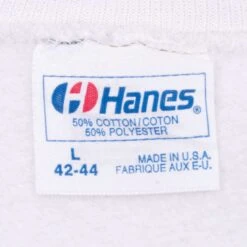 Hanes®
50% COTTON/COTON
50% POLYESTER
L
42-44
MADE IN U.S.A.
FABRIQUE AUX E-U.